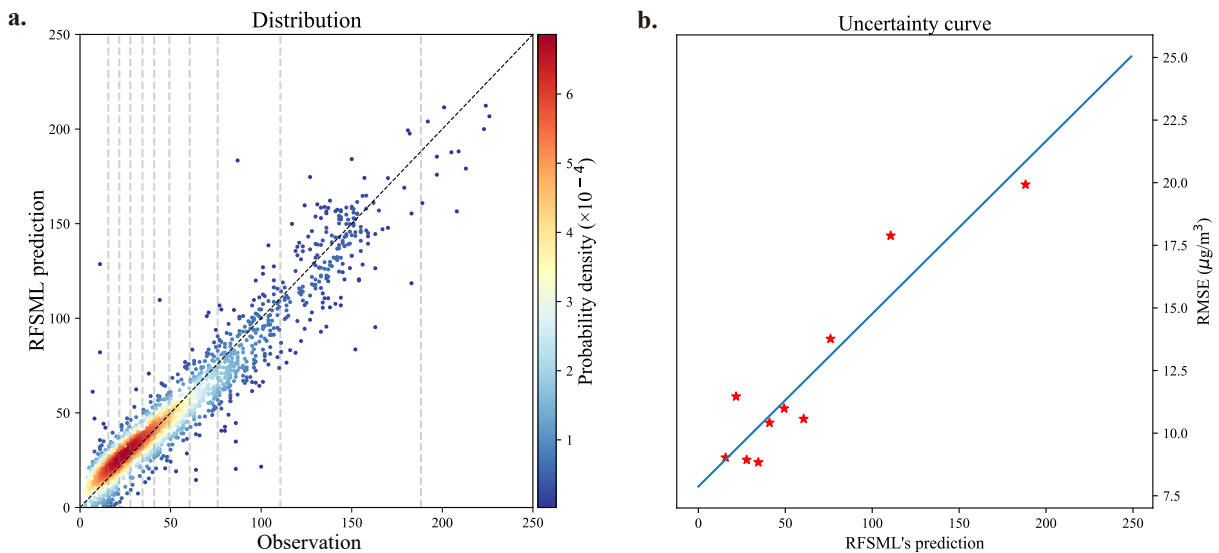 a.
Distribution
250
200
150
100
50
0
0 50 100 150 200 250
RFSML prediction
Observation
6
5
4
3
2
1
Probability density (×10⁻⁴)
b.
Uncertainty curve
25.0
22.5
20.0
17.5
15.0
12.5
10.0
7.5
RMSE (μg/m³)
0 50 100 150 200 250
RFSML's prediction